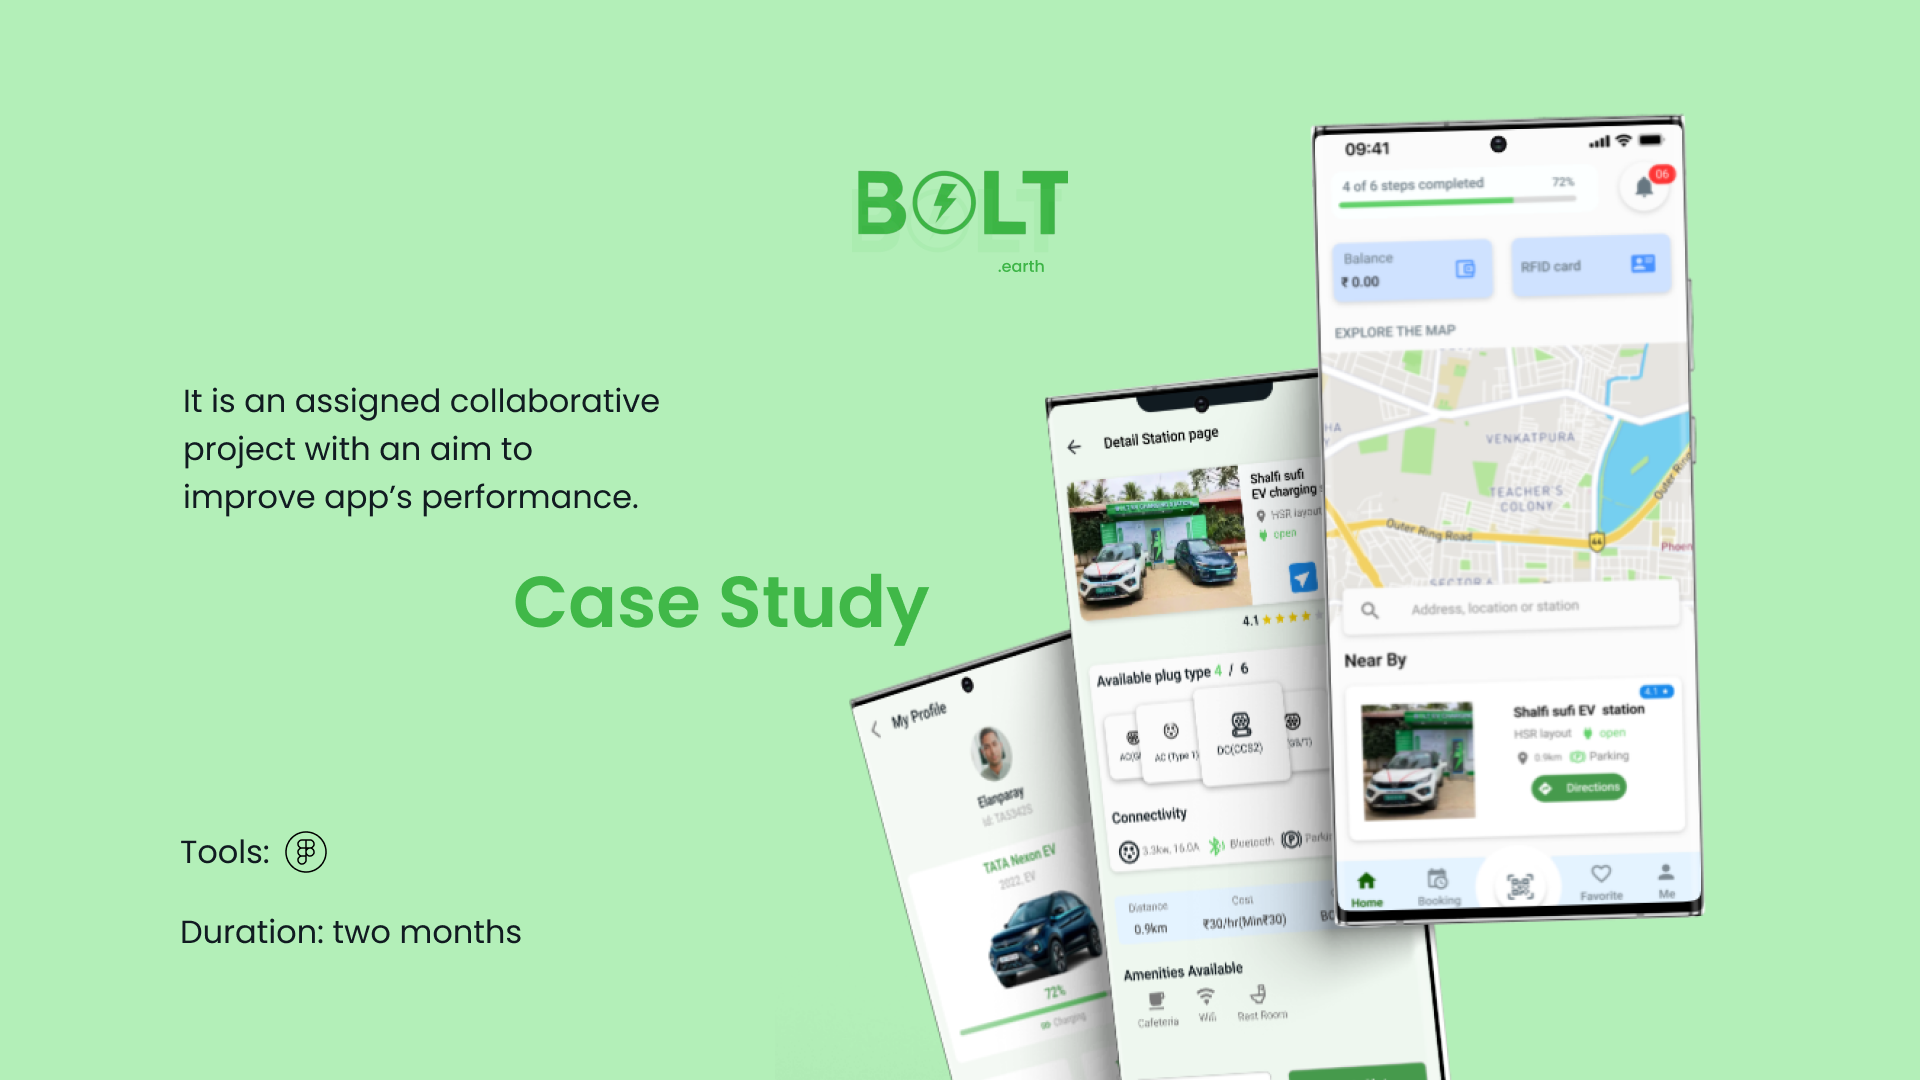 BOLT
.earth
It is an assigned collaborative
project with an aim to
improve app’s performance.
Case Study
Tools:
Duration: two months
My Profile
Elanparay
Id: TA53425
TATA Nexon EV
2022, EV
72%
Charging
Detail Station page
Shalfi sufi
EV charging
HSR layout
open
4.1
Available plug type 4 / 6
AC (Type 1)
DC(CCS2)
Connectivity
3.3kw, 16.0A
Bluetooth
Distance
0.9km
Cost
₹30/hr(Min₹30)
Amenities Available
Cafeteria
Wifi
Rest Room
09:41
4 of 6 steps completed
72%
06
Balance
₹ 0.00
RFID card
EXPLORE THE MAP
VENKATPURA
TEACHER'S
COLONY
Outer Ring Road
44
Outer Ring
Phoen
Address, location or station
Near By
4.1
Shalfi sufi EV station
HSR layout
open
0.9km
Parking
Directions
Home
Booking
Favorite
Me